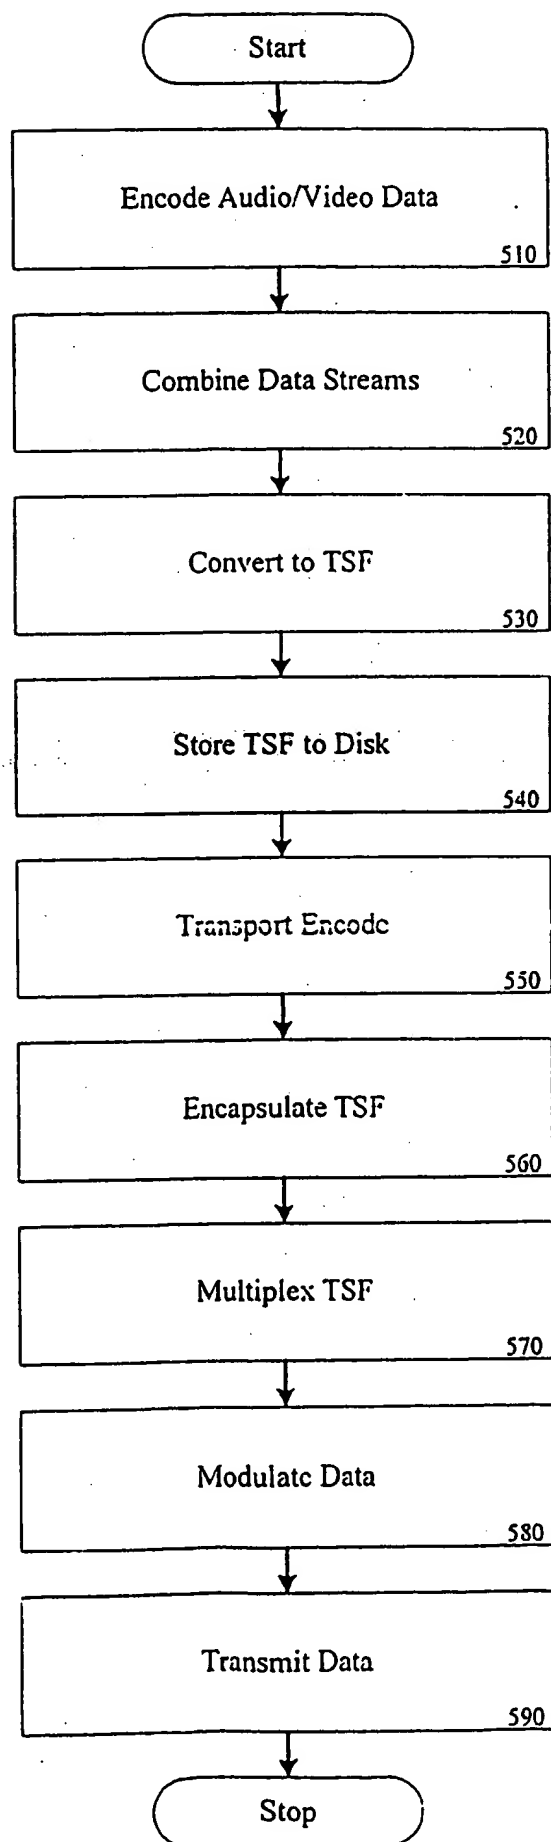 Start
Encode Audio/Video Data
510
Combine Data Streams
520
Convert to TSF
530
Store TSF to Disk
540
Transport Encode
550
Encapsulate TSF
560
Multiplex TSF
570
Modulate Data
580
Transmit Data
590
Stop